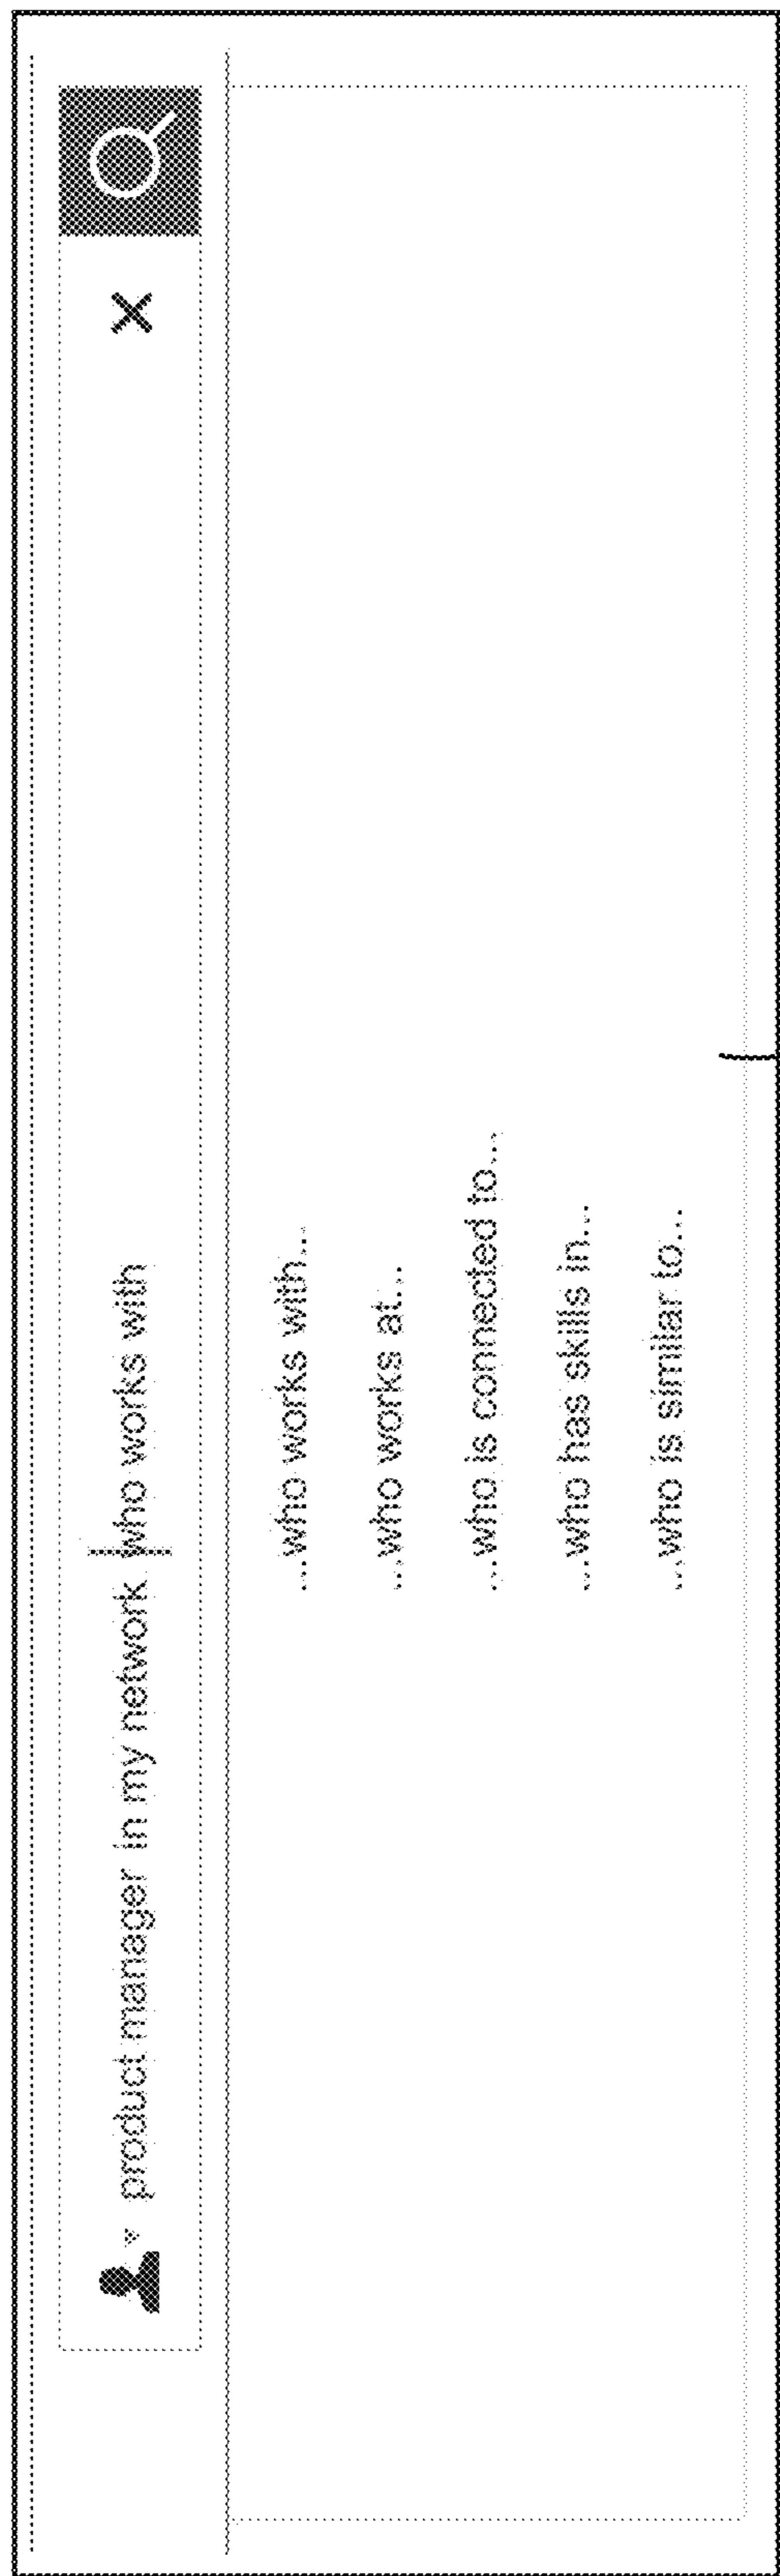 product manager in my network who works with
...who works with...
...who works at...
...who is connected to...
...who has skills in...
...who is similar to...